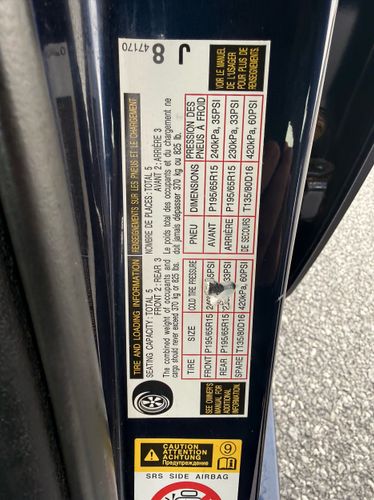 TIRE AND LOADING INFORMATION
SEATING CAPACITY: TOTAL 5
FRONT 2 : REAR 3
The combined weight of occupants and
cargo should never exceed 370 kg or 825 lbs.
TIRE SIZE COLD TIRE PRESSURE
FRONT P195/65R15
REAR P195/65R15 33PSI
SPARE T135/80D16 420kPa, 60PSI
SEE OWNER'S
MANUAL FOR
MORE INFO.
RENSEIGNEMENTS SUR LES PNEUS ET LE CHARGEMENT
NOMBRE DE PLACES : TOTAL 5
AVANT 2 : ARRIÈRE 3
Le poids total des occupants et du chargement ne
doit jamais dépasser 370 kg ou 825 lb.
PNEU DIMENSIONS PRESSION DES
PNEUS À FROID
AVANT P195/65R15 240kPa, 35PSI
ARRIÈRE P195/65R15 230kPa, 33PSI
DE SECOURS T135/80D16 420kPa, 60PSI
VOIR LE MANUEL
DE L'USAGER
POUR PLUS DE
RENSEIGNEMENTS.
J 8
47170
CAUTION
ATTENTION
ACHTUNG
Предупреждение
SRS SIDE AIRBAG